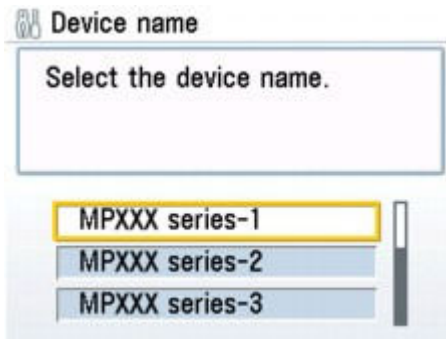 Device name
Select the device name.
MPXXX series-1
MPXXX series-2
MPXXX series-3